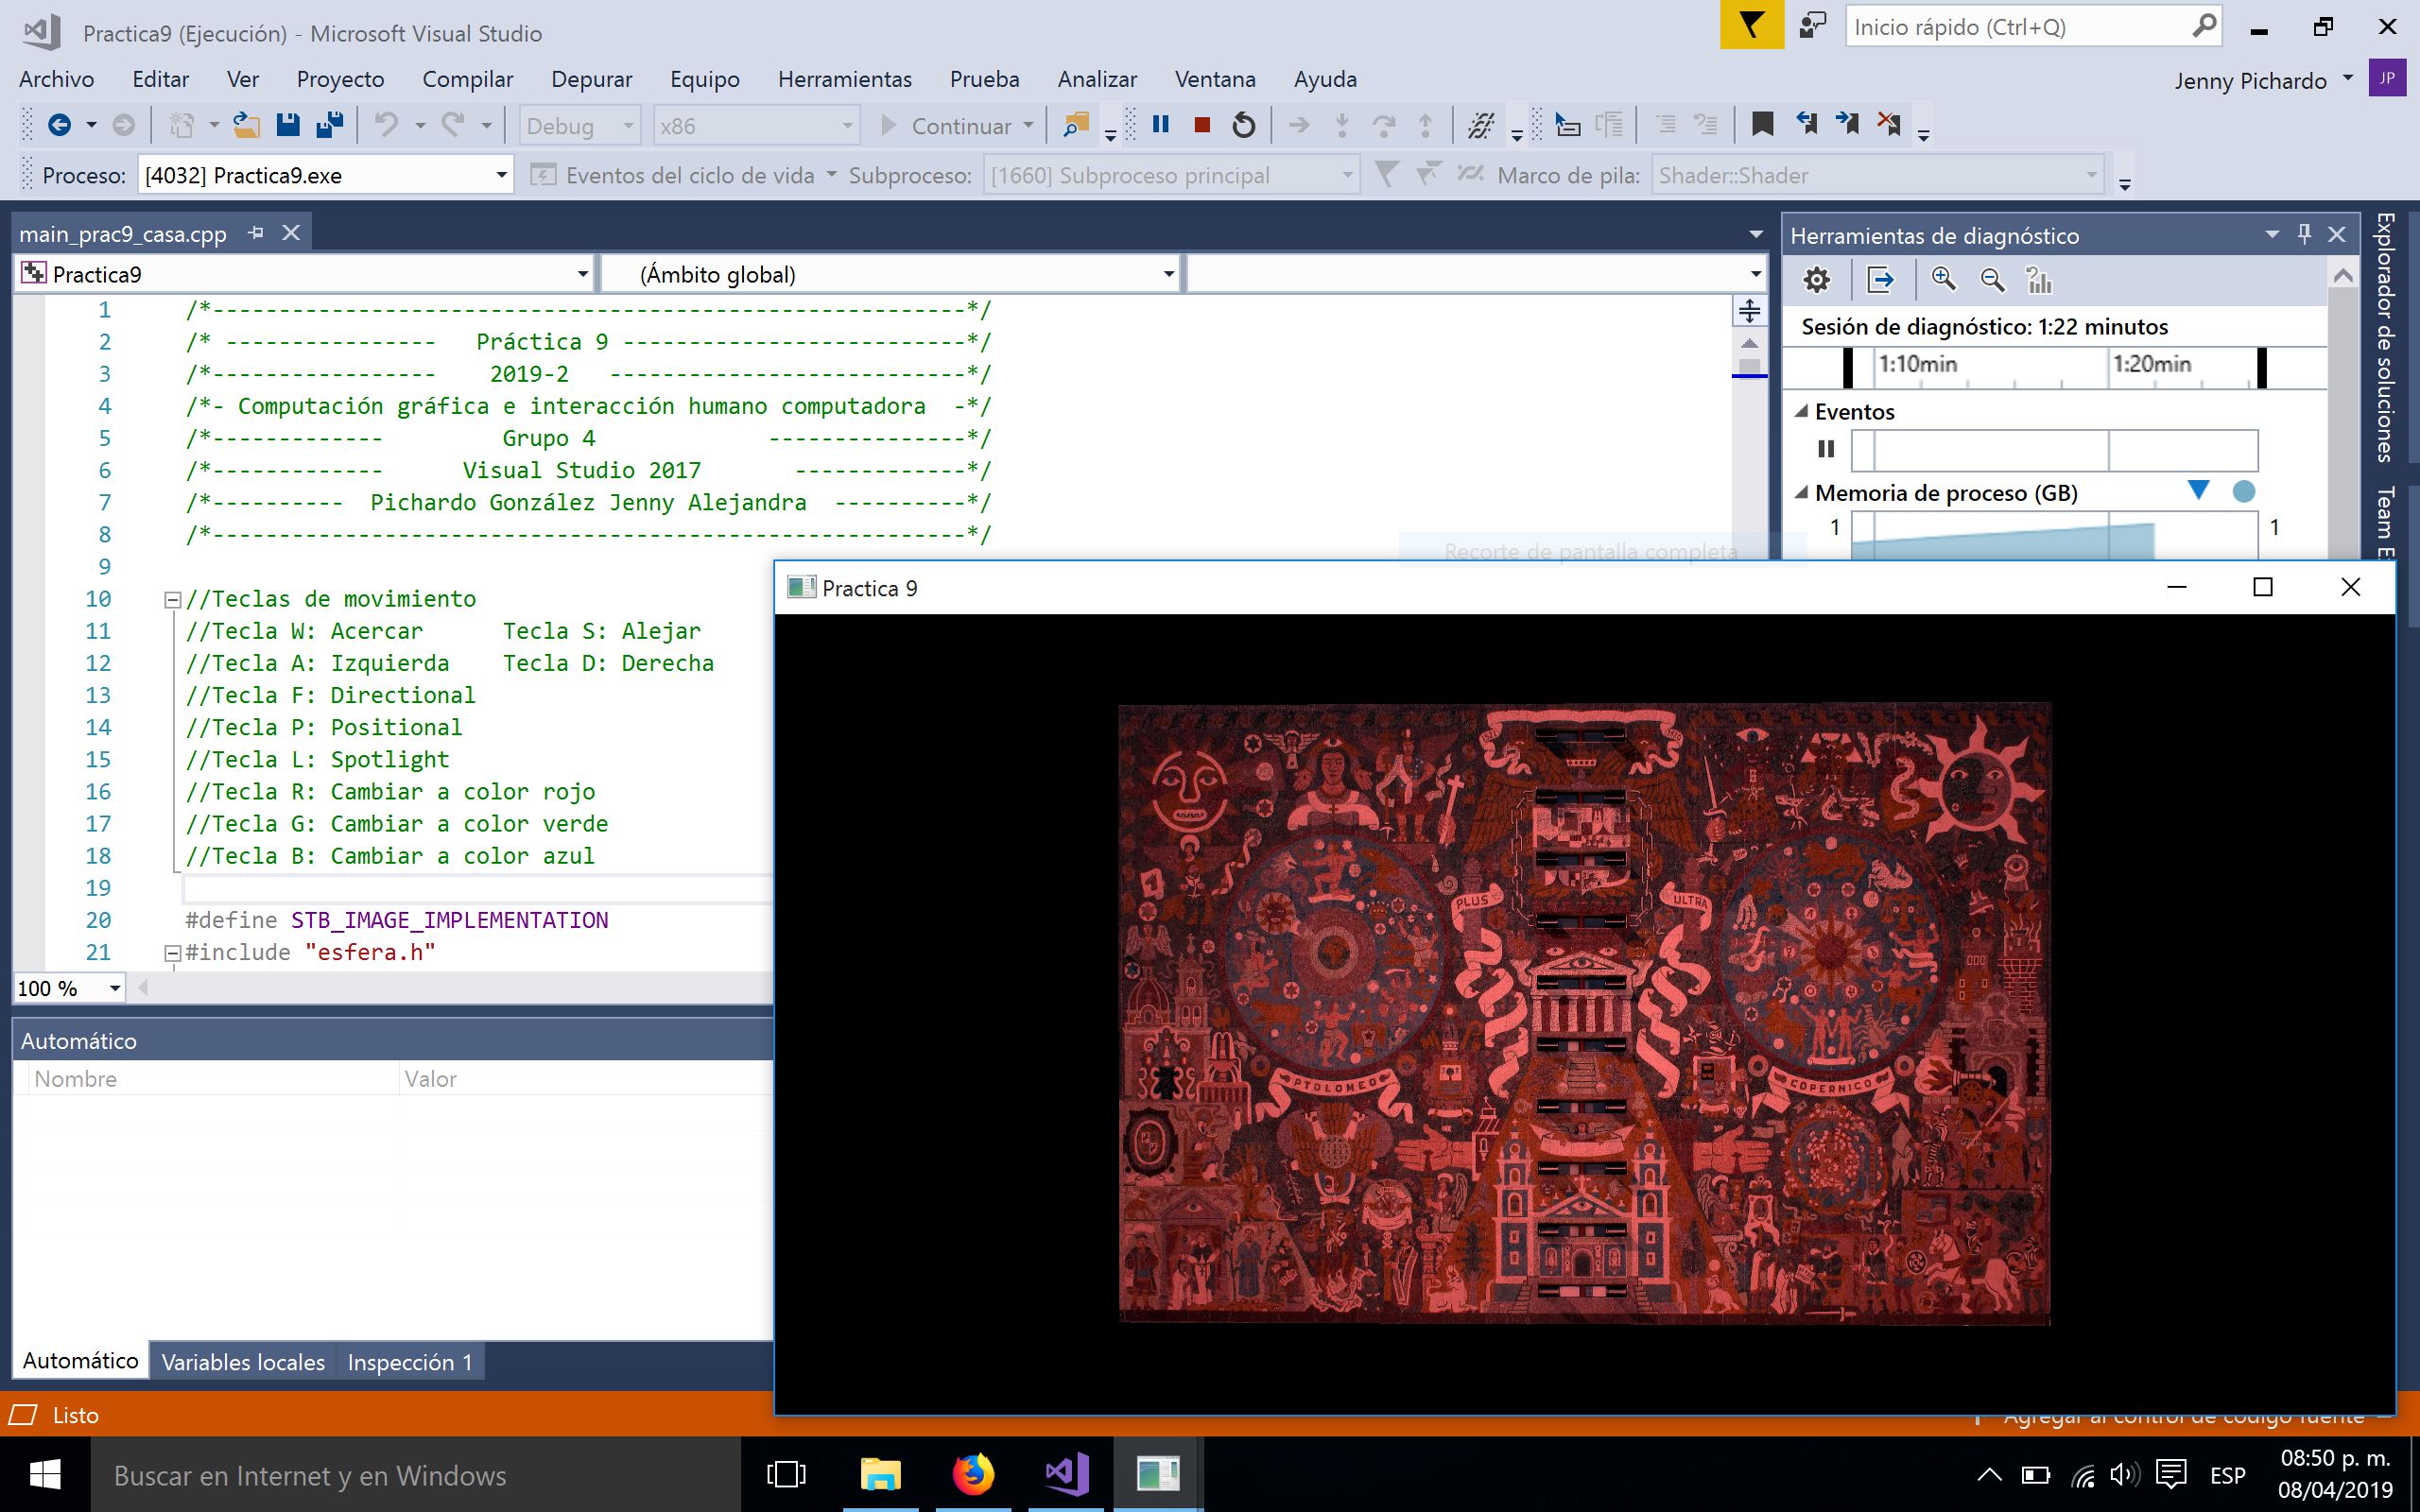 Practica9 (Ejecución) - Microsoft Visual Studio
Inicio rápido (Ctrl+Q)
Archivo Editar Ver Proyecto Compilar Depurar Equipo Herramientas Prueba Analizar Ventana Ayuda
Jenny Pichardo JP
Debug x86 Continuar
Proceso: [4032] Practica9.exe Eventos del ciclo de vida Subproceso: [1660] Subproceso principal Marco de pila: Shader::Shader
main_prac9_casa.cpp
Practica9 (Ámbito global)
1 /*---------------------------------------------------------*/
2 /* ---------------- Práctica 9 --------------------------*/
3 /*----------------- 2019-2 ---------------------------*/
4 /*- Computación gráfica e interacción humano computadora -*/
5 /*------------- Grupo 4 ---------------*/
6 /*------------- Visual Studio 2017 -------------*/
7 /*---------- Pichardo González Jenny Alejandra ----------*/
8 /*---------------------------------------------------------*/
9
10 //Teclas de movimiento
11 //Tecla W: Acercar Tecla S: Alejar
12 //Tecla A: Izquierda Tecla D: Derecha
13 //Tecla F: Directional
14 //Tecla P: Positional
15 //Tecla L: Spotlight
16 //Tecla R: Cambiar a color rojo
17 //Tecla G: Cambiar a color verde
18 //Tecla B: Cambiar a color azul
19
20 #define STB_IMAGE_IMPLEMENTATION
21 #include "esfera.h"
100 %
Herramientas de diagnóstico
Sesión de diagnóstico: 1:22 minutos
1:10min 1:20min
Eventos
Memoria de proceso (GB)
1 1
Explorador de soluciones
Team E
Recorte de pantalla completa
Practica 9
PLUS ULTRA
PTOLOMEO COPERNICO
Automático
Nombre Valor
Automático Variables locales Inspección 1
Listo
Agregar al control de código fuente
Buscar en Internet y en Windows
ESP
08:50 p. m.
08/04/2019